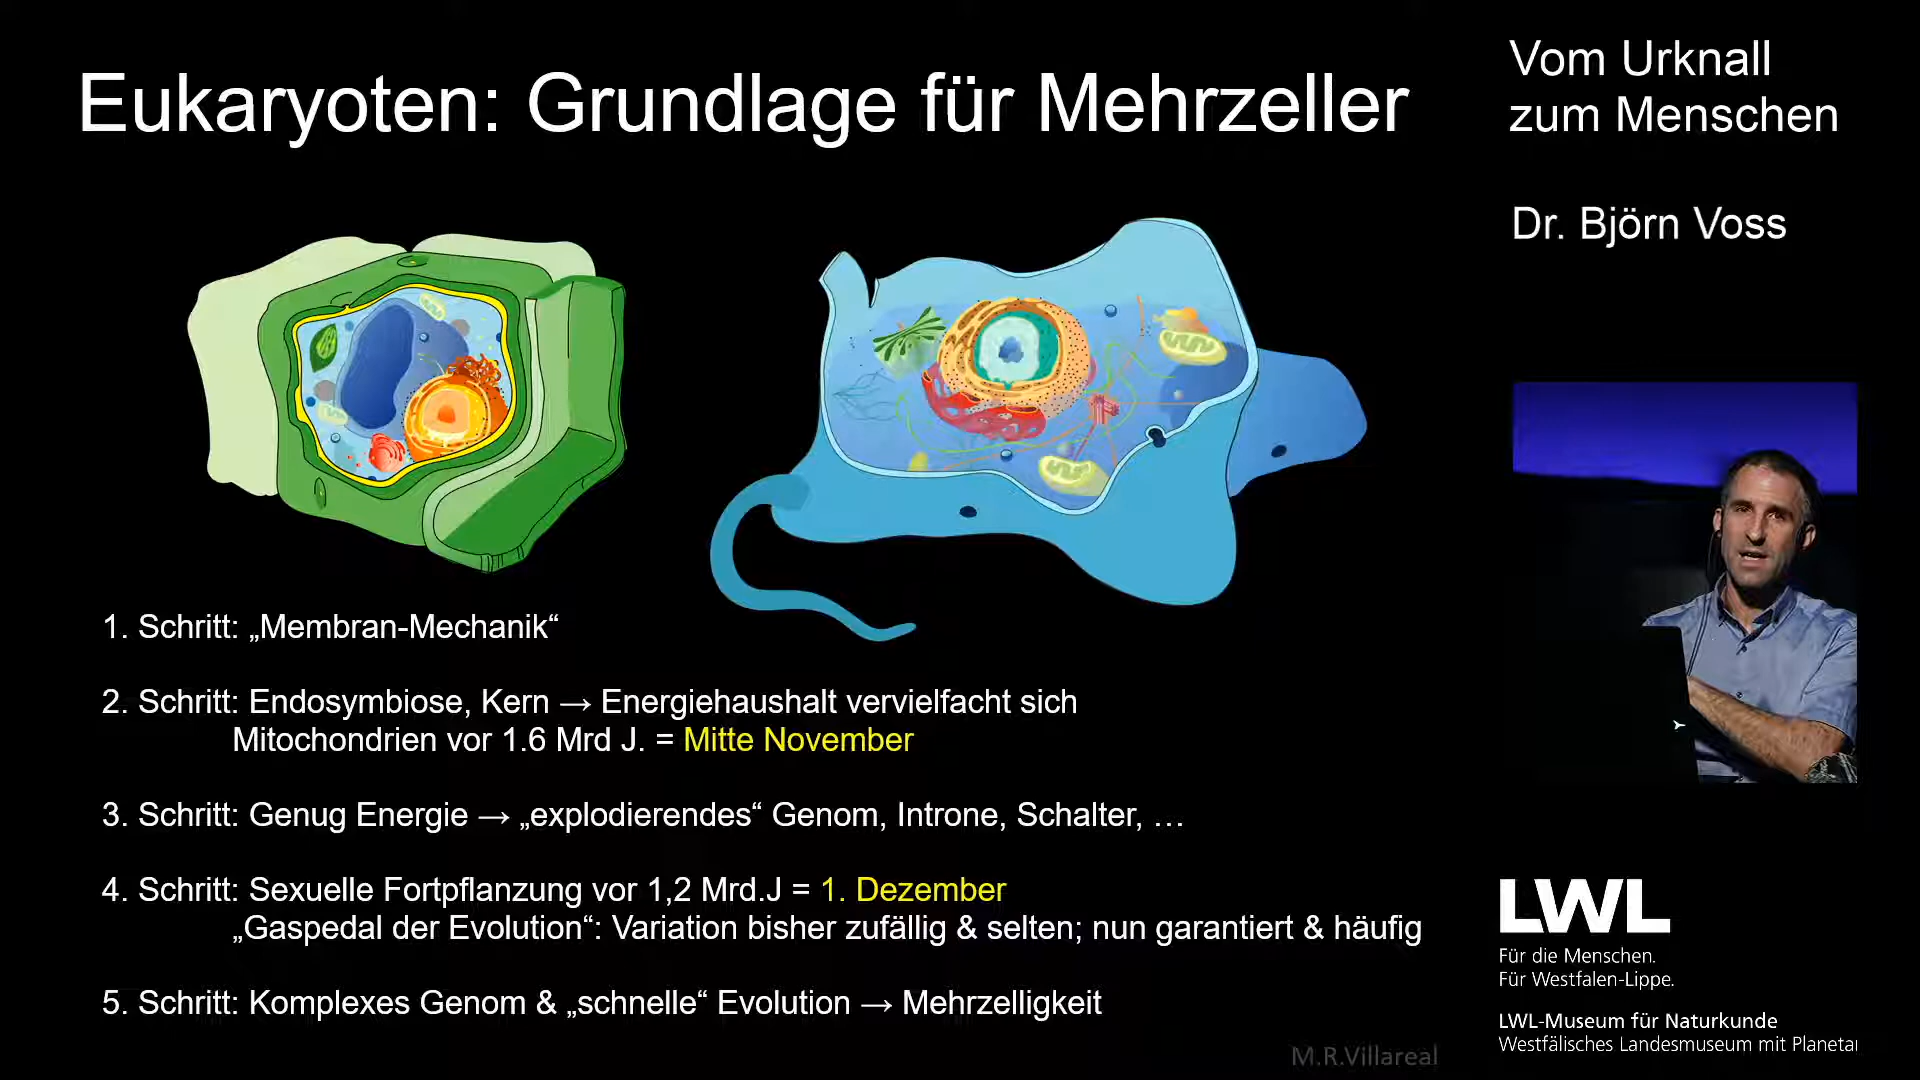 Eukaryoten: Grundlage für Mehrzeller
Vom Urknall
zum Menschen
Dr. Björn Voss
1. Schritt: „Membran-Mechanik“
2. Schritt: Endosymbiose, Kern → Energiehaushalt vervielfacht sich
Mitochondrien vor 1.6 Mrd J. = Mitte November
3. Schritt: Genug Energie → „explodierendes“ Genom, Introne, Schalter, …
4. Schritt: Sexuelle Fortpflanzung vor 1,2 Mrd.J = 1. Dezember
„Gaspedal der Evolution“: Variation bisher zufällig & selten; nun garantiert & häufig
5. Schritt: Komplexes Genom & „schnelle“ Evolution → Mehrzelligkeit
M.R.Villareal
LWL
Für die Menschen.
Für Westfalen-Lippe.
LWL-Museum für Naturkunde
Westfälisches Landesmuseum mit Planetar